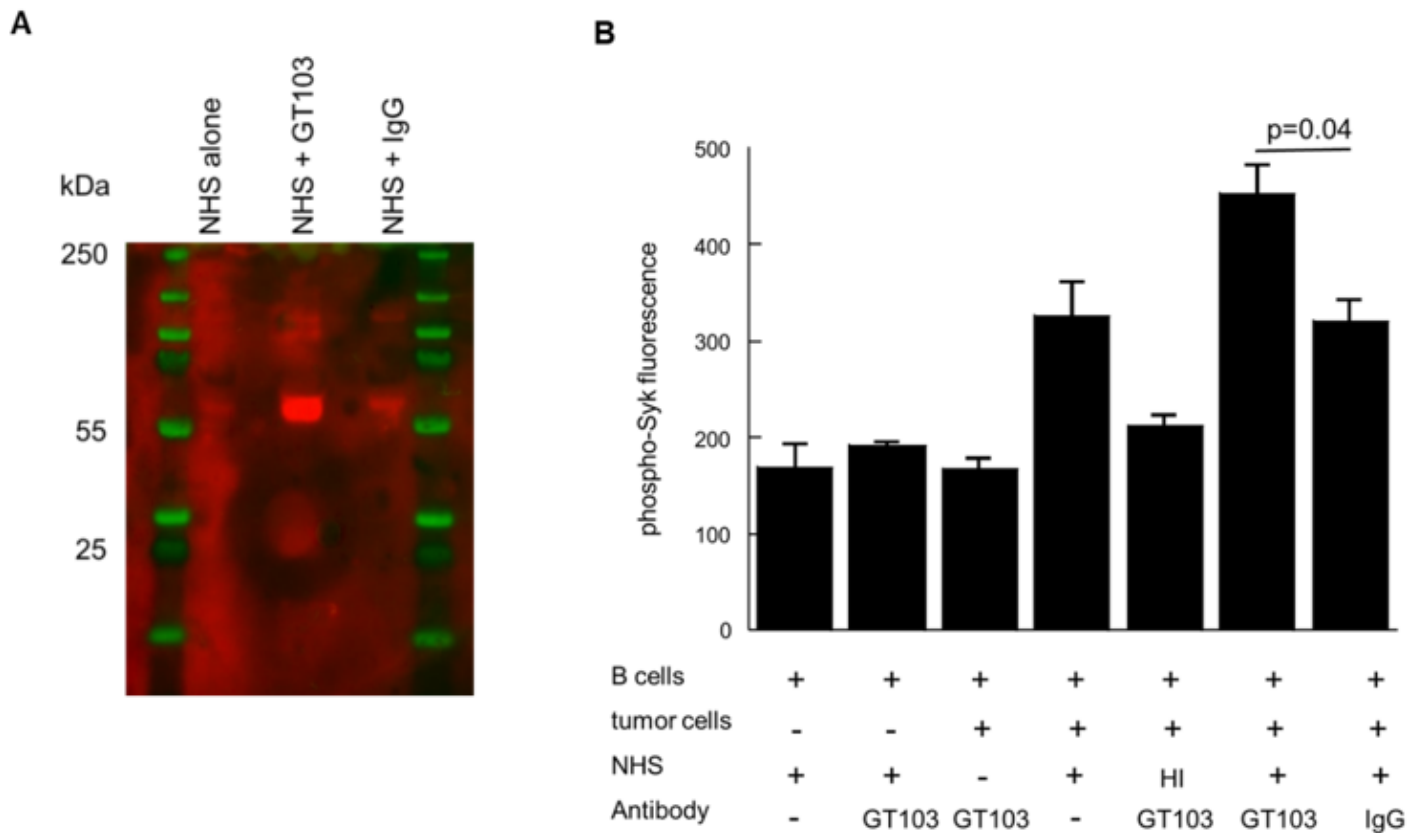 A
kDa
NHS alone
NHS + GT103
NHS + IgG
250
55
25
B
p=0.04
phospho-Syk fluorescence
500
400
300
200
100
0
B cells + + + + + + +
tumor cells - - + + + + +
NHS + + - + HI + +
Antibody - GT103 GT103 - GT103 GT103 IgG